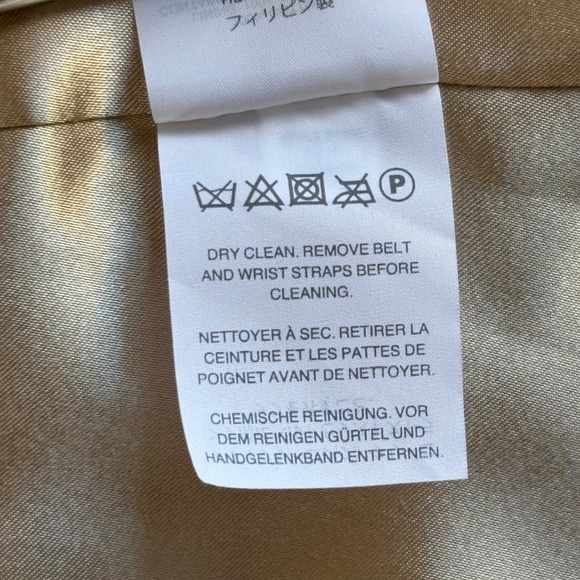 フィリピン製
P
DRY CLEAN. REMOVE BELT
AND WRIST STRAPS BEFORE
CLEANING.
NETTOYER À SEC. RETIRER LA
CEINTURE ET LES PATTES DE
POIGNET AVANT DE NETTOYER.
CHEMISCHE REINIGUNG. VOR
DEM REINIGEN GÜRTEL UND
HANDGELENKBAND ENTFERNEN.